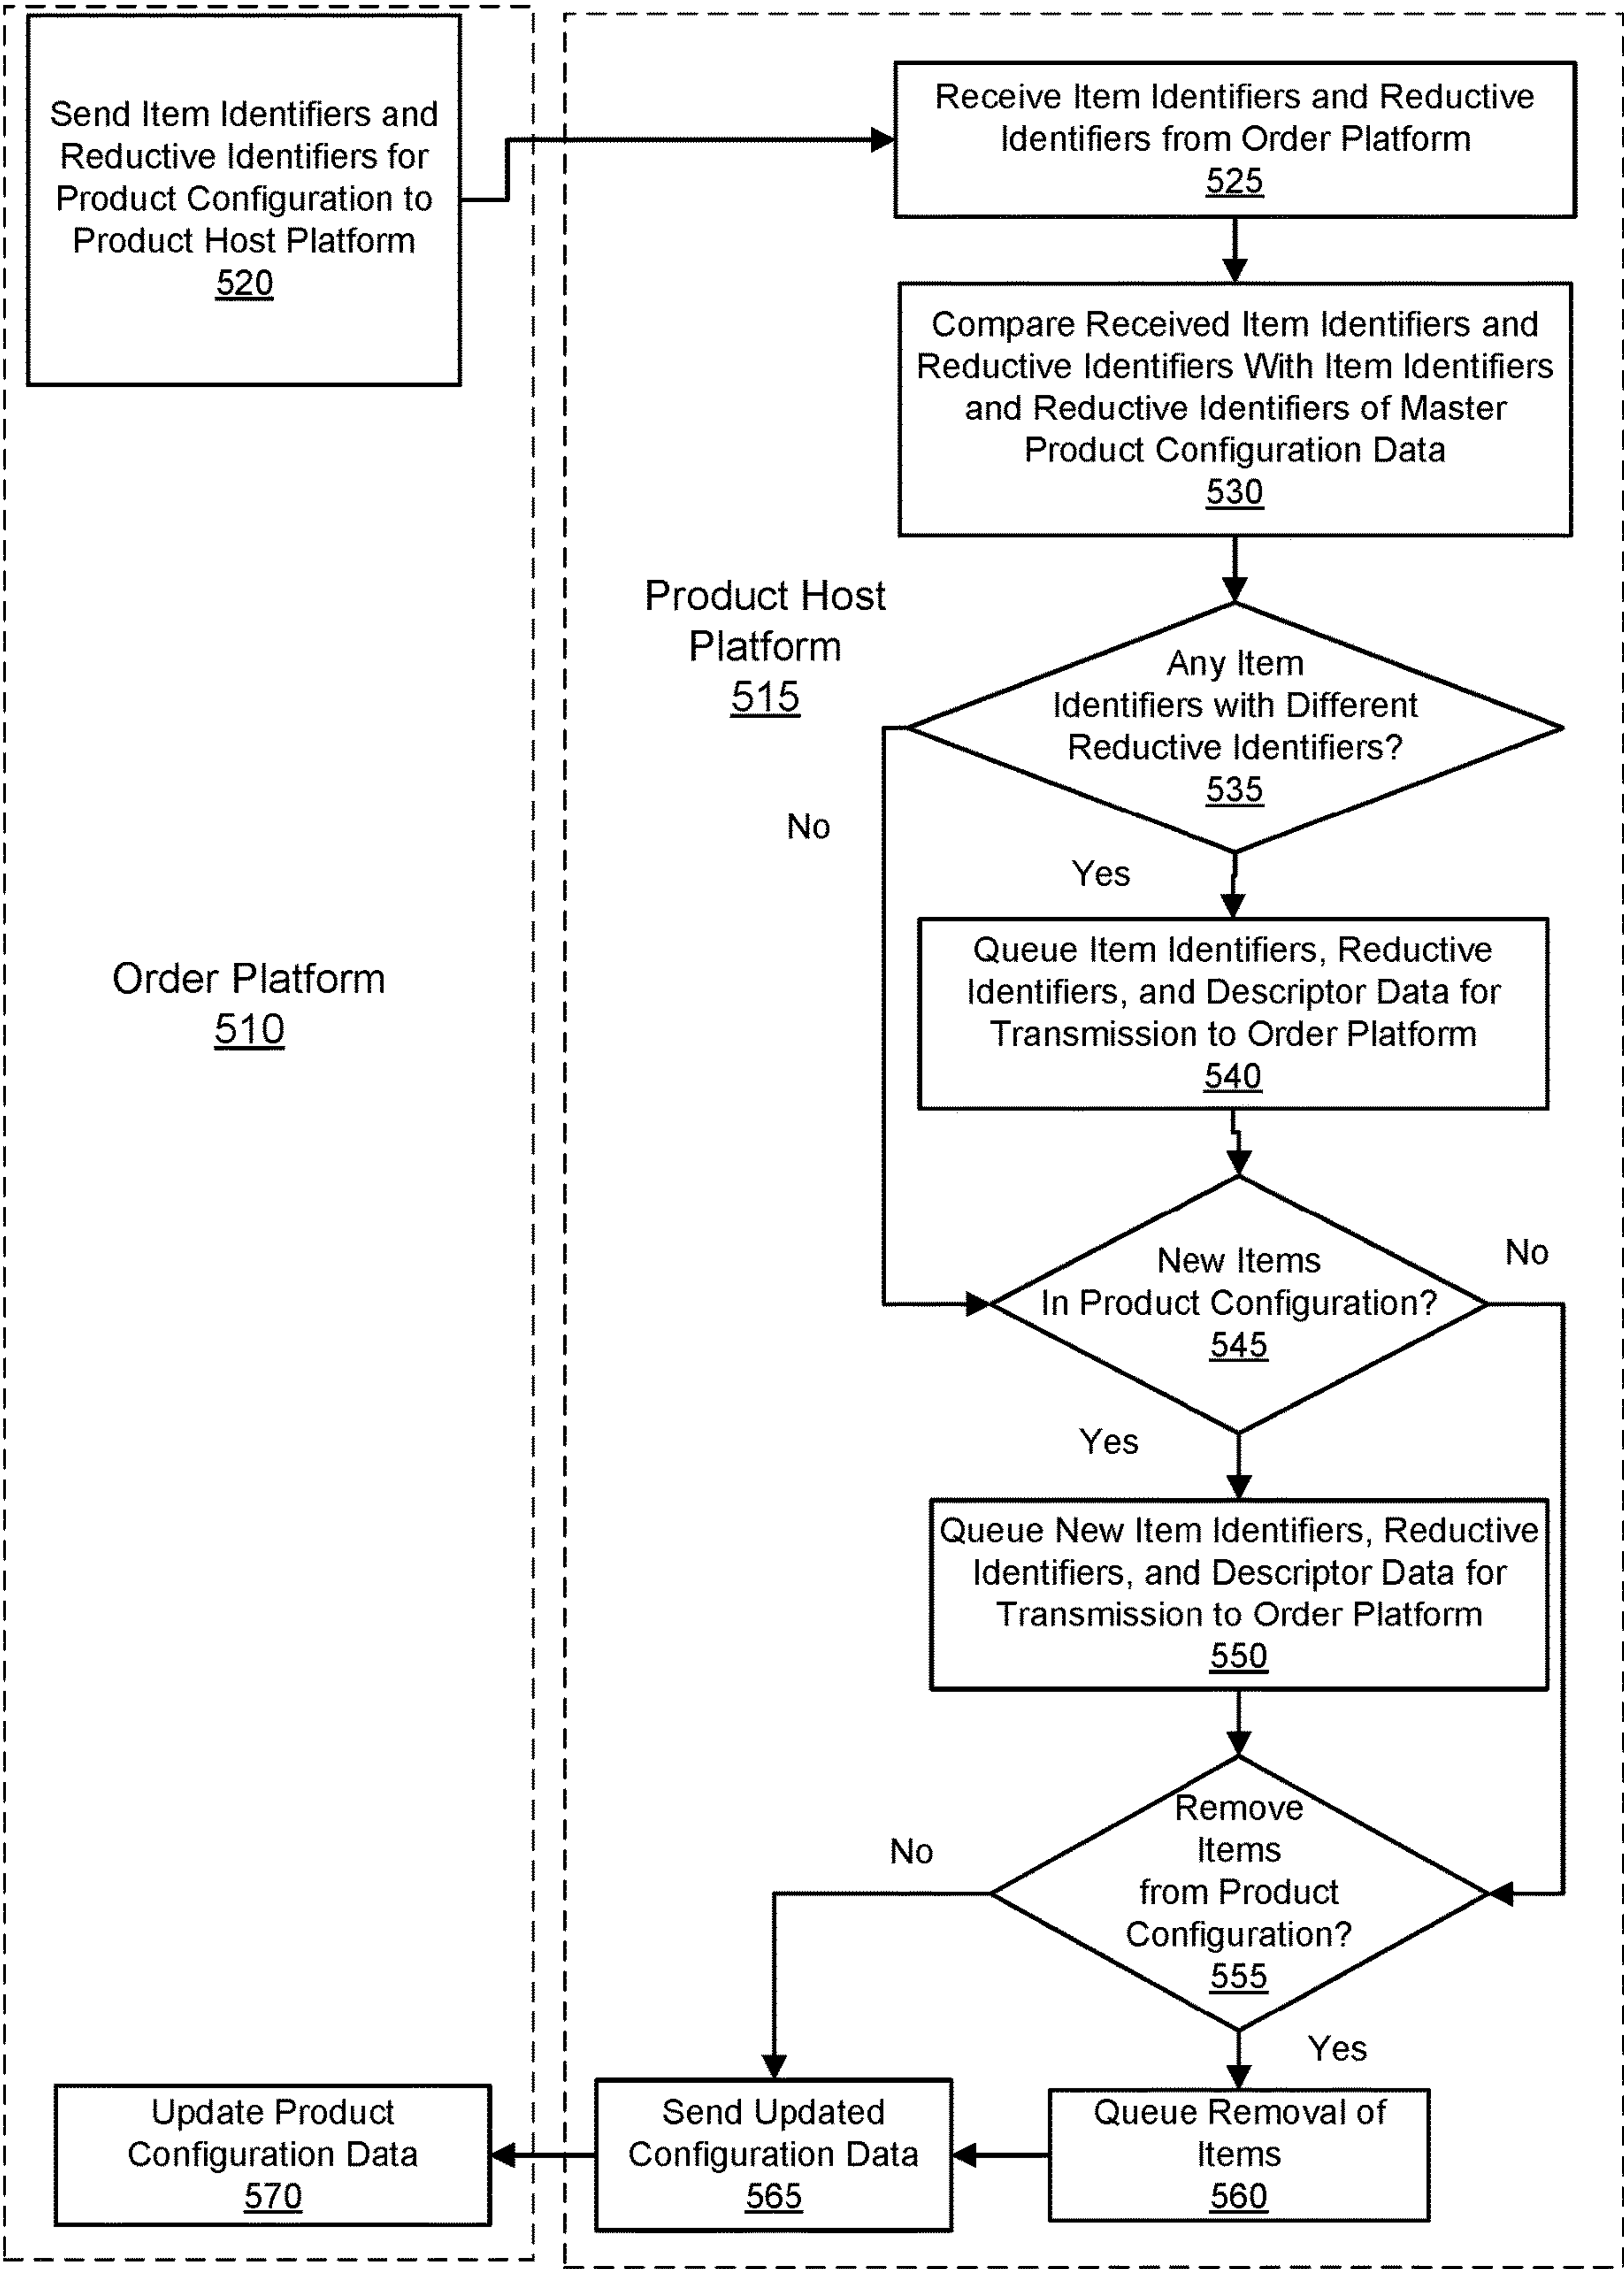 Send Item Identifiers and
Reductive Identifiers for
Product Configuration to
Product Host Platform
520
Receive Item Identifiers and Reductive
Identifiers from Order Platform
525
Compare Received Item Identifiers and
Reductive Identifiers With Item Identifiers
and Reductive Identifiers of Master
Product Configuration Data
530
Product Host
Platform
515
Any Item
Identifiers with Different
Reductive Identifiers?
535
No
Yes
Queue Item Identifiers, Reductive
Identifiers, and Descriptor Data for
Transmission to Order Platform
540
Order Platform
510
New Items
In Product Configuration?
545
No
Yes
Queue New Item Identifiers, Reductive
Identifiers, and Descriptor Data for
Transmission to Order Platform
550
Remove
Items
from Product
Configuration?
555
No
Yes
Queue Removal of
Items
560
Send Updated
Configuration Data
565
Update Product
Configuration Data
570